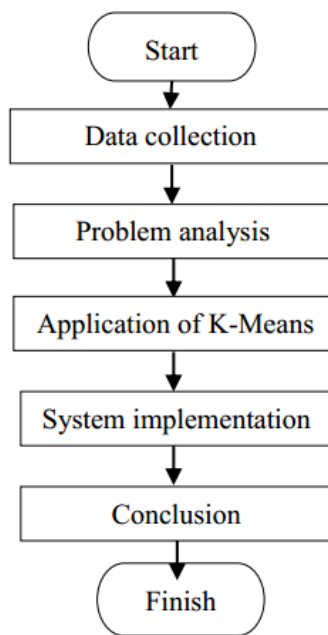 Start
Data collection
Problem analysis
Application of K-Means
System implementation
Conclusion
Finish